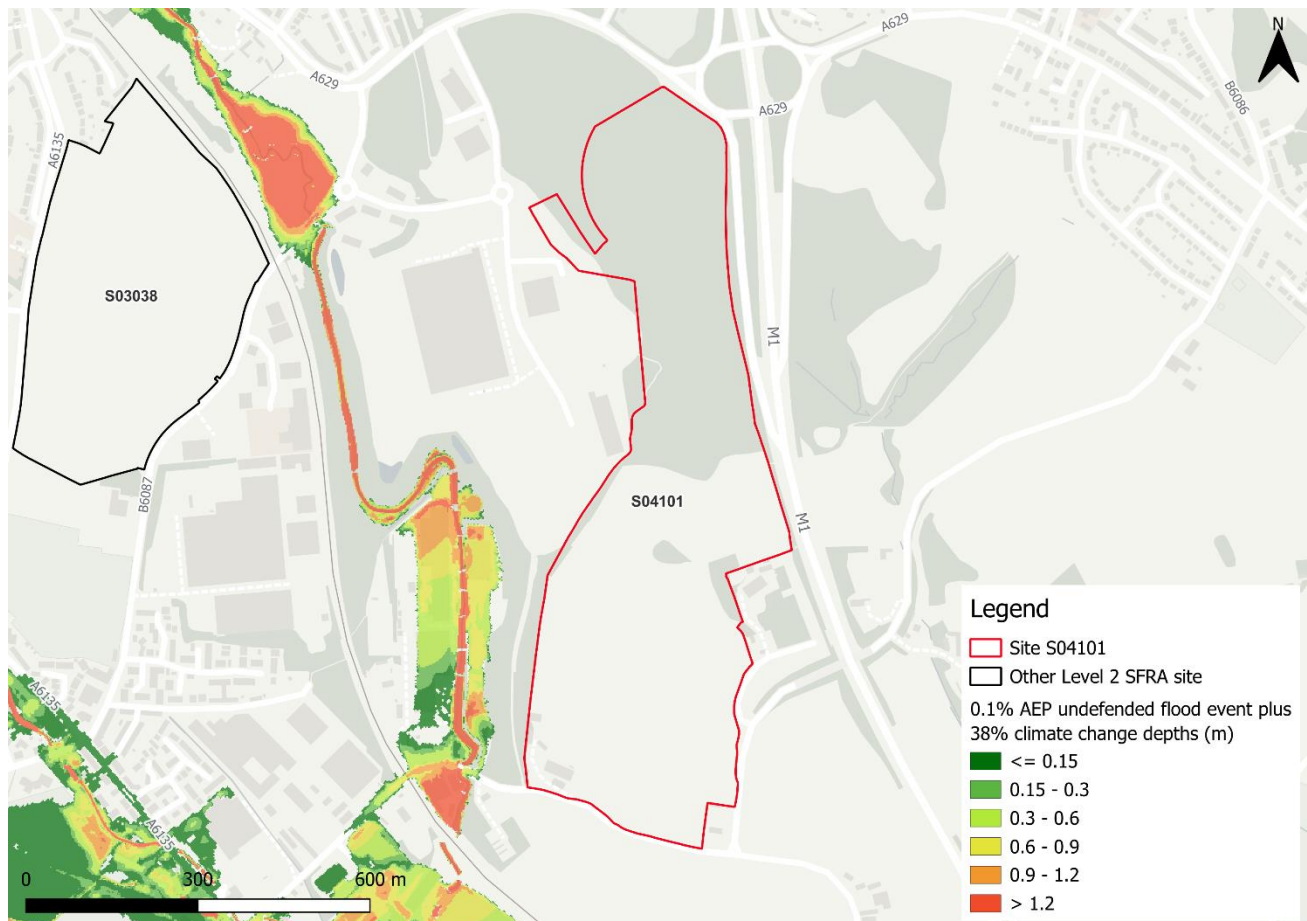 A629
N
A629
A629
B6086
A6135
S03038
M1
B6087
S04101
M1
A6135
A6135
0 300 600 m
Legend
Site S04101
Other Level 2 SFRA site
0.1% AEP undefended flood event plus
38% climate change depths (m)
<= 0.15
0.15 - 0.3
0.3 - 0.6
0.6 - 0.9
0.9 - 1.2
> 1.2